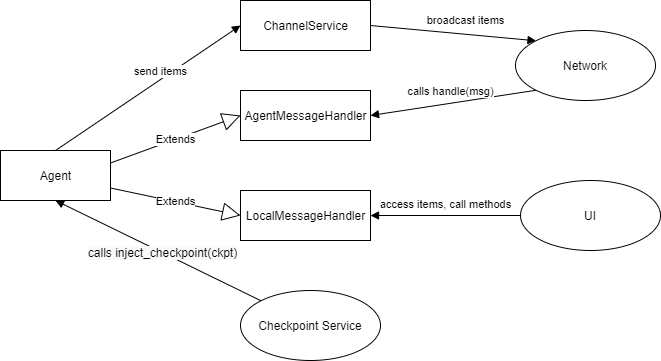 ChannelService
broadcast items
Network
send items
calls handle(msg)
AgentMessageHandler
Extends
Agent
Extends
LocalMessageHandler
access items, call methods
UI
calls inject_checkpoint(ckpt)
Checkpoint Service